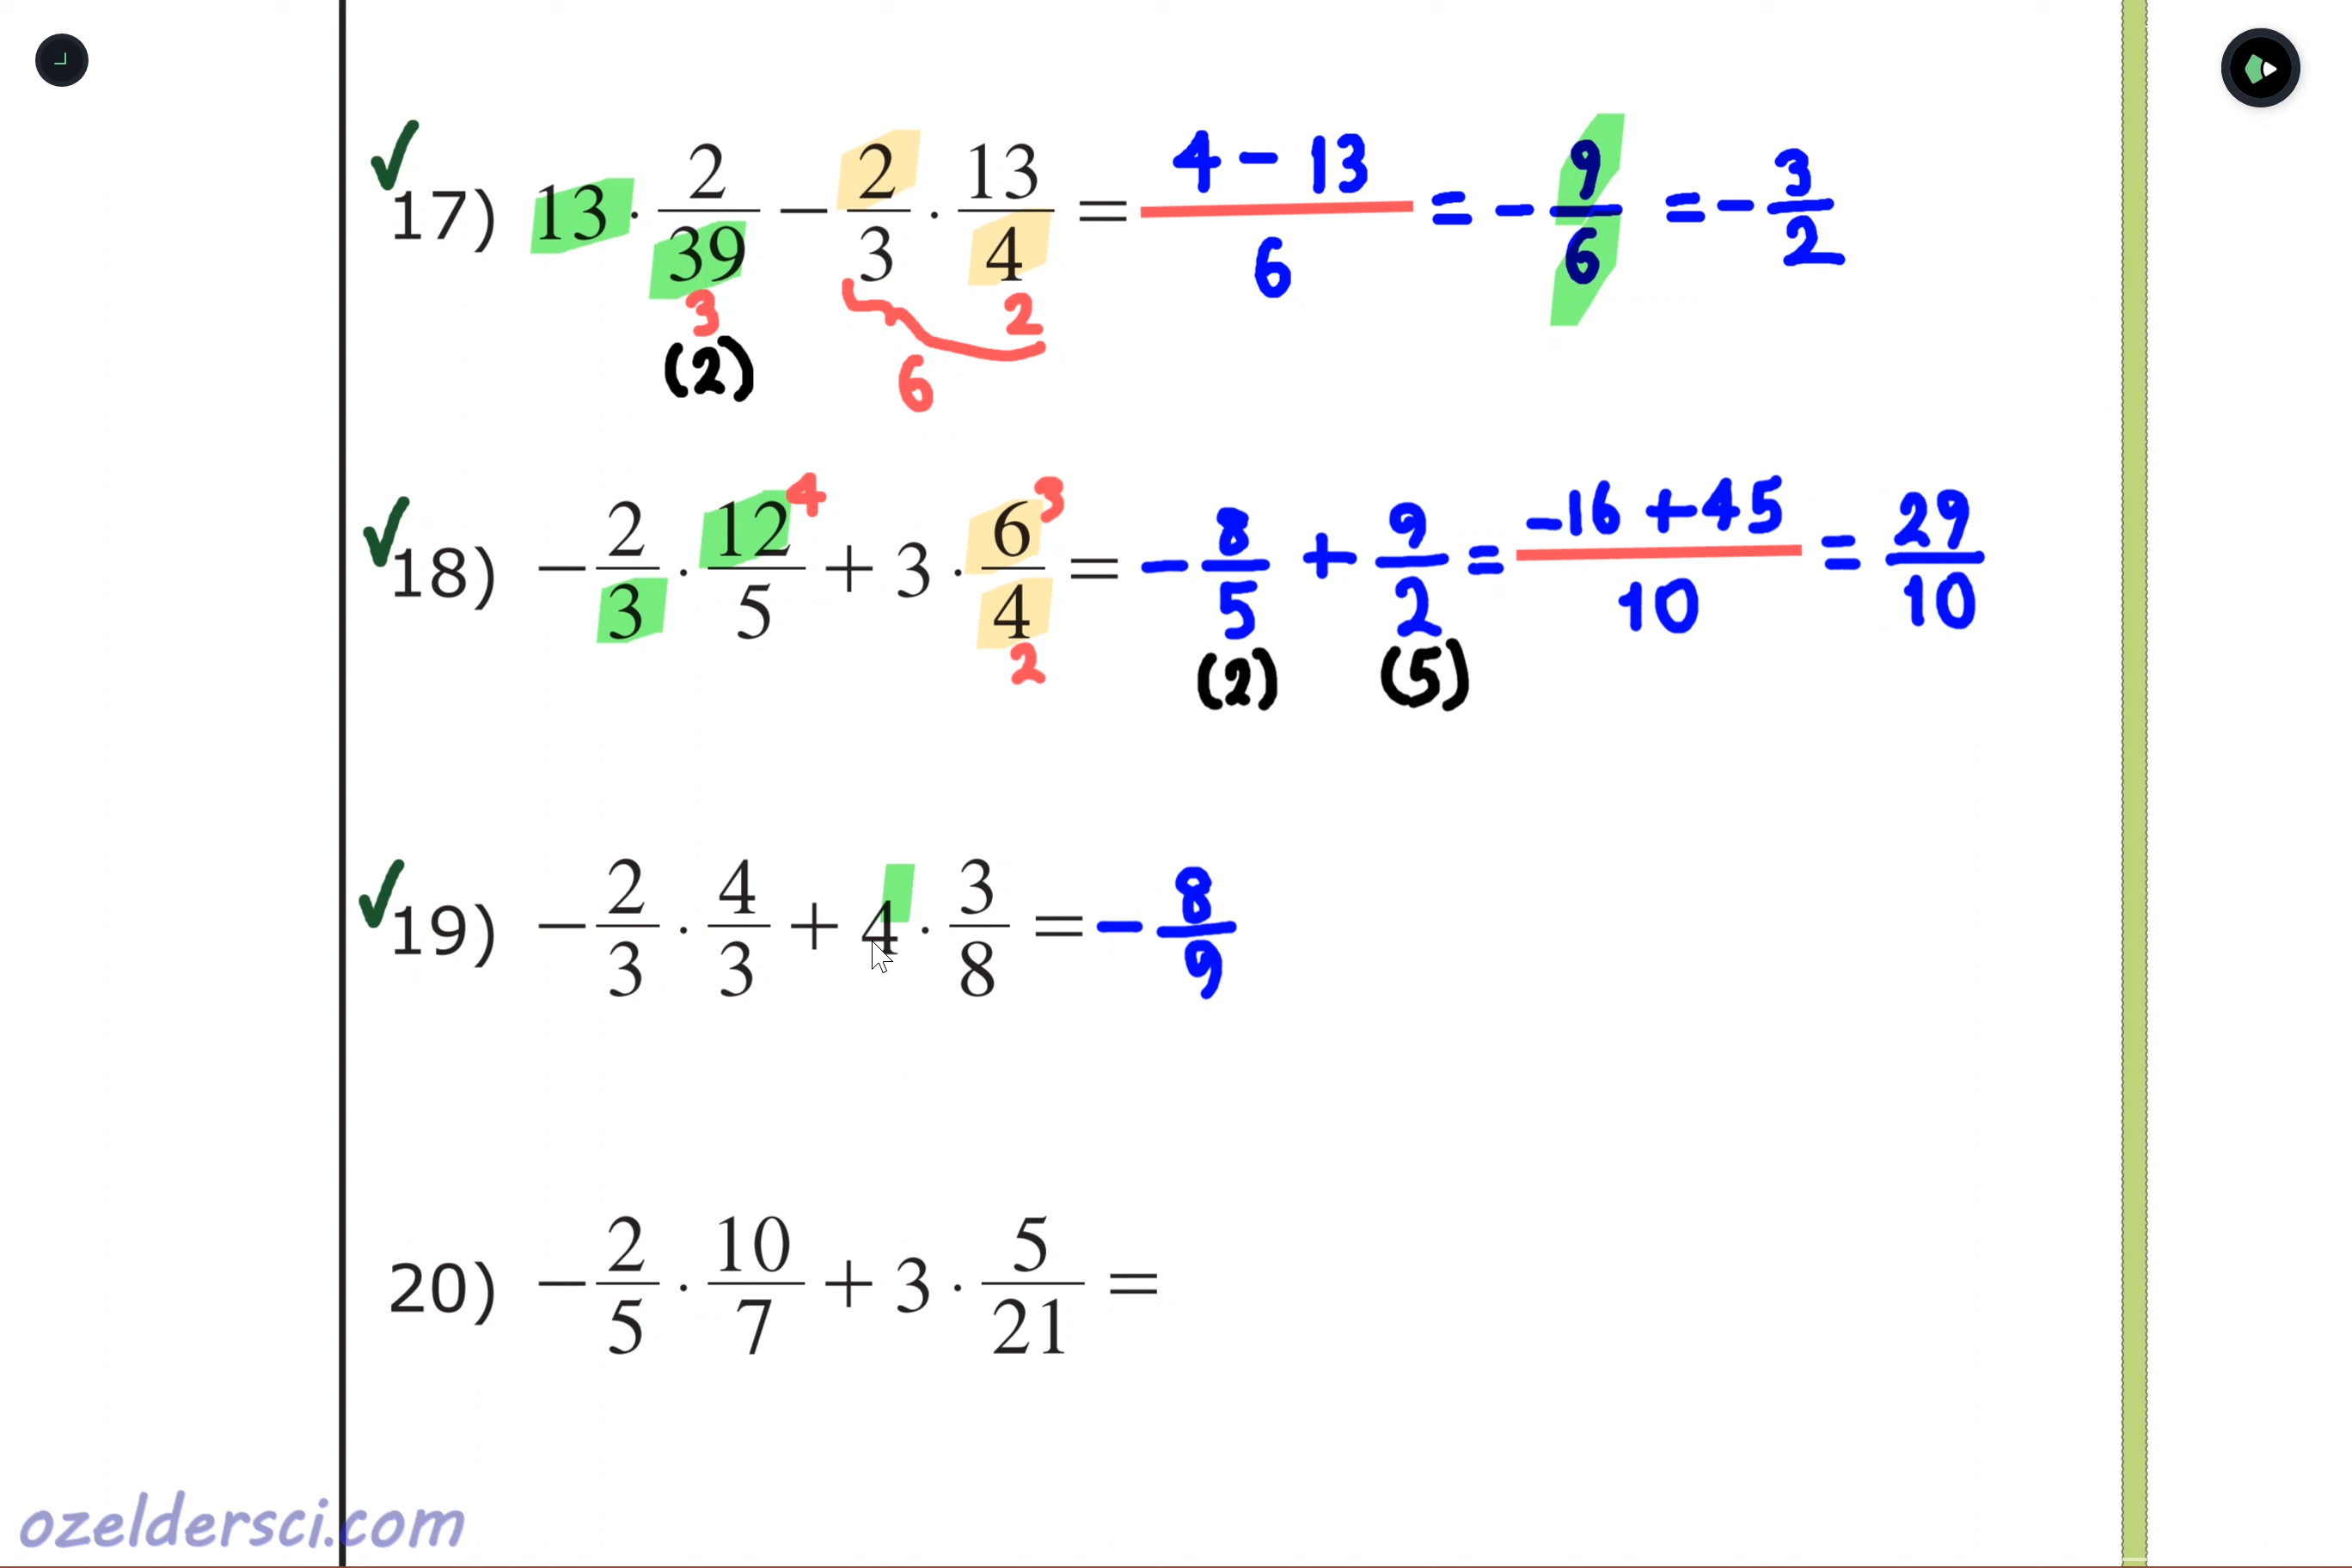 ✓ 17) 13 · 2/39 − 2/3 · 13/4 = (4 − 13)/6 = − 9/6 = − 3/2
3 2
(2) 6
✓ 18) − 2/3 · 12/5 + 3 · 6/4 = − 8/5 + 9/2 = (−16 + 45)/10 = 29/10
4 3
2
(2) (5)
✓ 19) − 2/3 · 4/3 + 4 · 3/8 = − 8/9
20) − 2/5 · 10/7 + 3 · 5/21 =
ozeldersci.com